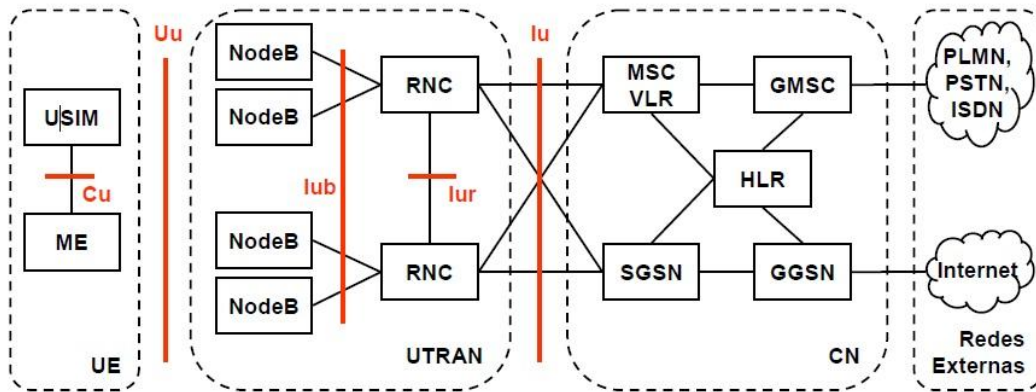 Uu
Iu
NodeB
NodeB
RNC
MSC
VLR
GMSC
PLMN,
PSTN,
ISDN
USIM
Cu
ME
Iub
Iur
HLR
NodeB
NodeB
RNC
SGSN
GGSN
Internet
UE
UTRAN
CN
Redes
Externas